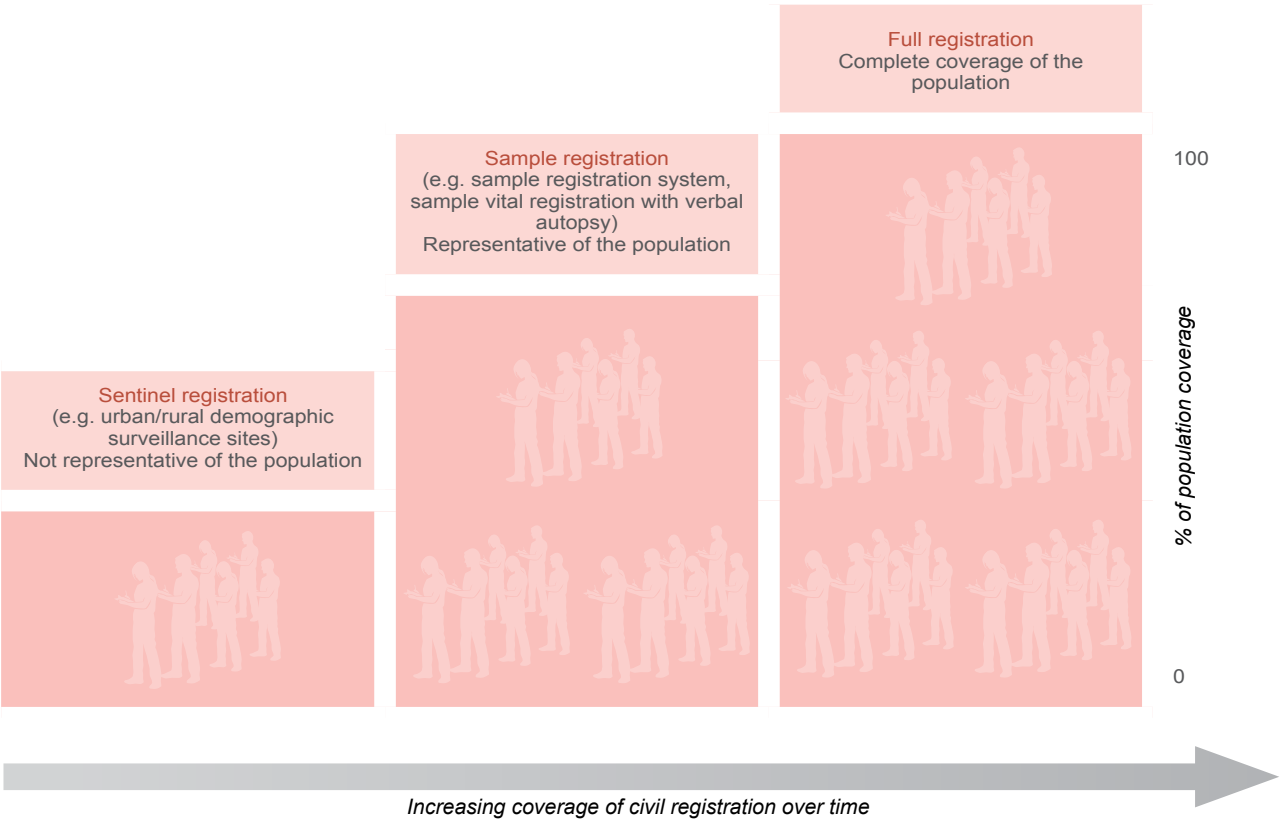 Full registration
Complete coverage of the
population
Sample registration
(e.g. sample registration system,
sample vital registration with verbal
autopsy)
Representative of the population
Sentinel registration
(e.g. urban/rural demographic
surveillance sites)
Not representative of the population
100
% of population coverage
0
Increasing coverage of civil registration over time